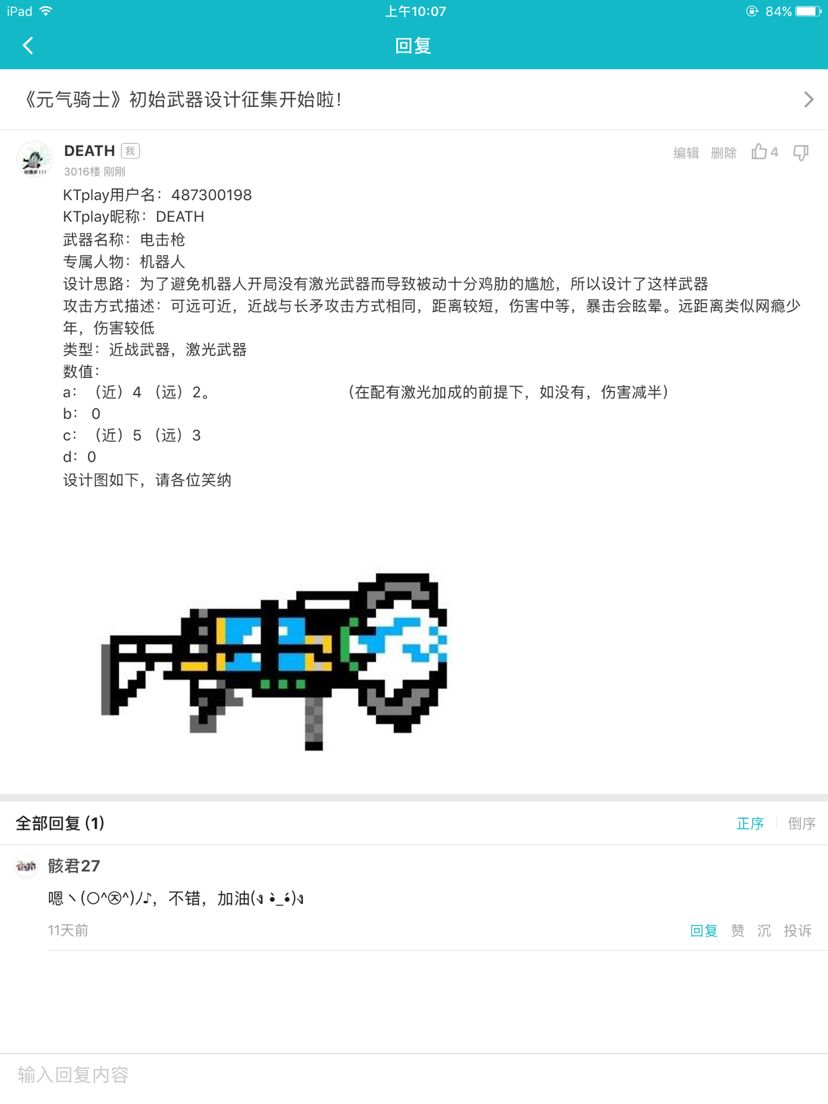 iPad 上午10:07 84%
回复
《元气骑士》初始武器设计征集开始啦!
DEATH 我
编辑 删除 4
3016楼 刚刚
KTplay用户名：487300198
KTplay昵称：DEATH
武器名称：电击枪
专属人物：机器人
设计思路：为了避免机器人开局没有激光武器而导致被动十分鸡肋的尴尬，所以设计了这样武器
攻击方式描述：可远可近，近战与长矛攻击方式相同，距离较短，伤害中等，暴击会眩晕。远距离类似网瘾少
年，伤害较低
类型：近战武器，激光武器
数值：
a：（近）4 （远）2。 （在配有激光加成的前提下，如没有，伤害减半）
b： 0
c：（近）5 （远）3
d：0
设计图如下，请各位笑纳
全部回复 (1) 正序 倒序
骸君27
嗯ヽ(○^㉨^)ﾉ♪，不错，加油(ง •̀_•́)ง
11天前 回复 赞 沉 投诉
输入回复内容